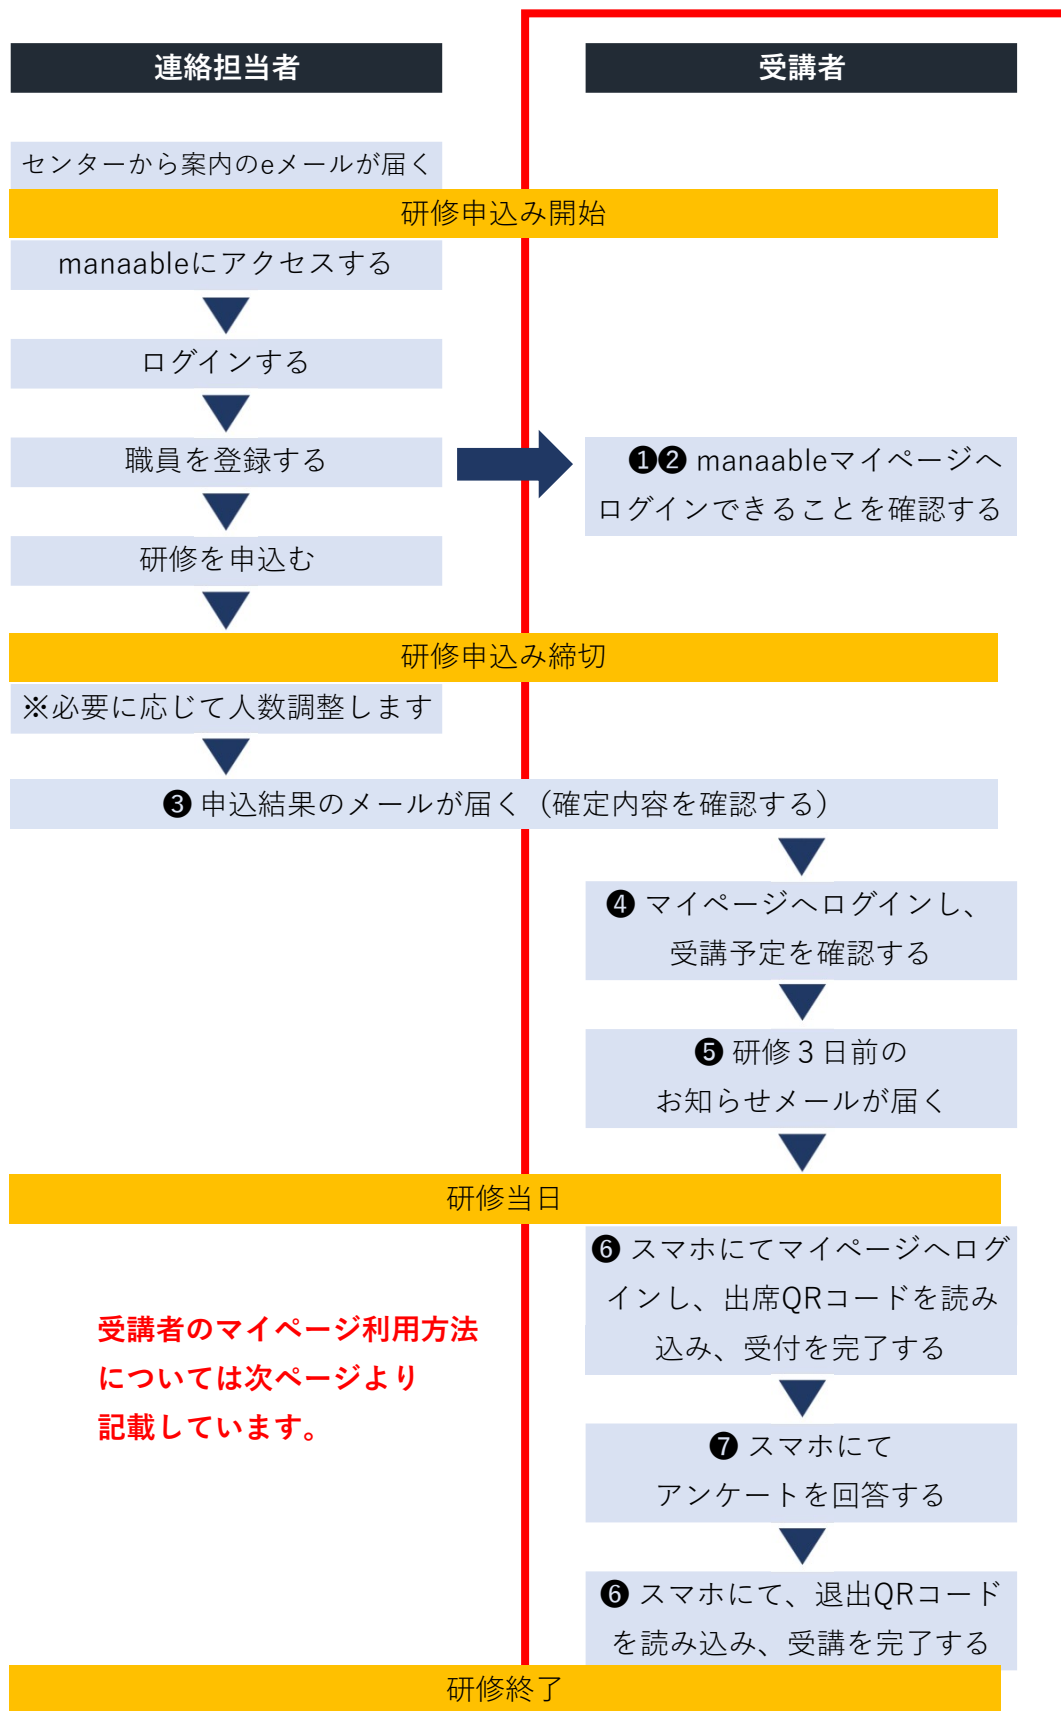 連絡担当者
受講者
センターから案内のeメールが届く
研修申込み開始
manaableにアクセスする
ログインする
職員を登録する
❶❷ manaableマイページへ
ログインできることを確認する
研修を申込む
研修申込み締切
※必要に応じて人数調整します
❸ 申込結果のメールが届く（確定内容を確認する）
❹ マイページへログインし、
受講予定を確認する
❺ 研修３日前の
お知らせメールが届く
研修当日
❻ スマホにてマイページへログ
インし、出席QRコードを読み
込み、受付を完了する
受講者のマイページ利用方法
については次ページより
記載しています。
❼ スマホにて
アンケートを回答する
❻ スマホにて、退出QRコード
を読み込み、受講を完了する
研修終了